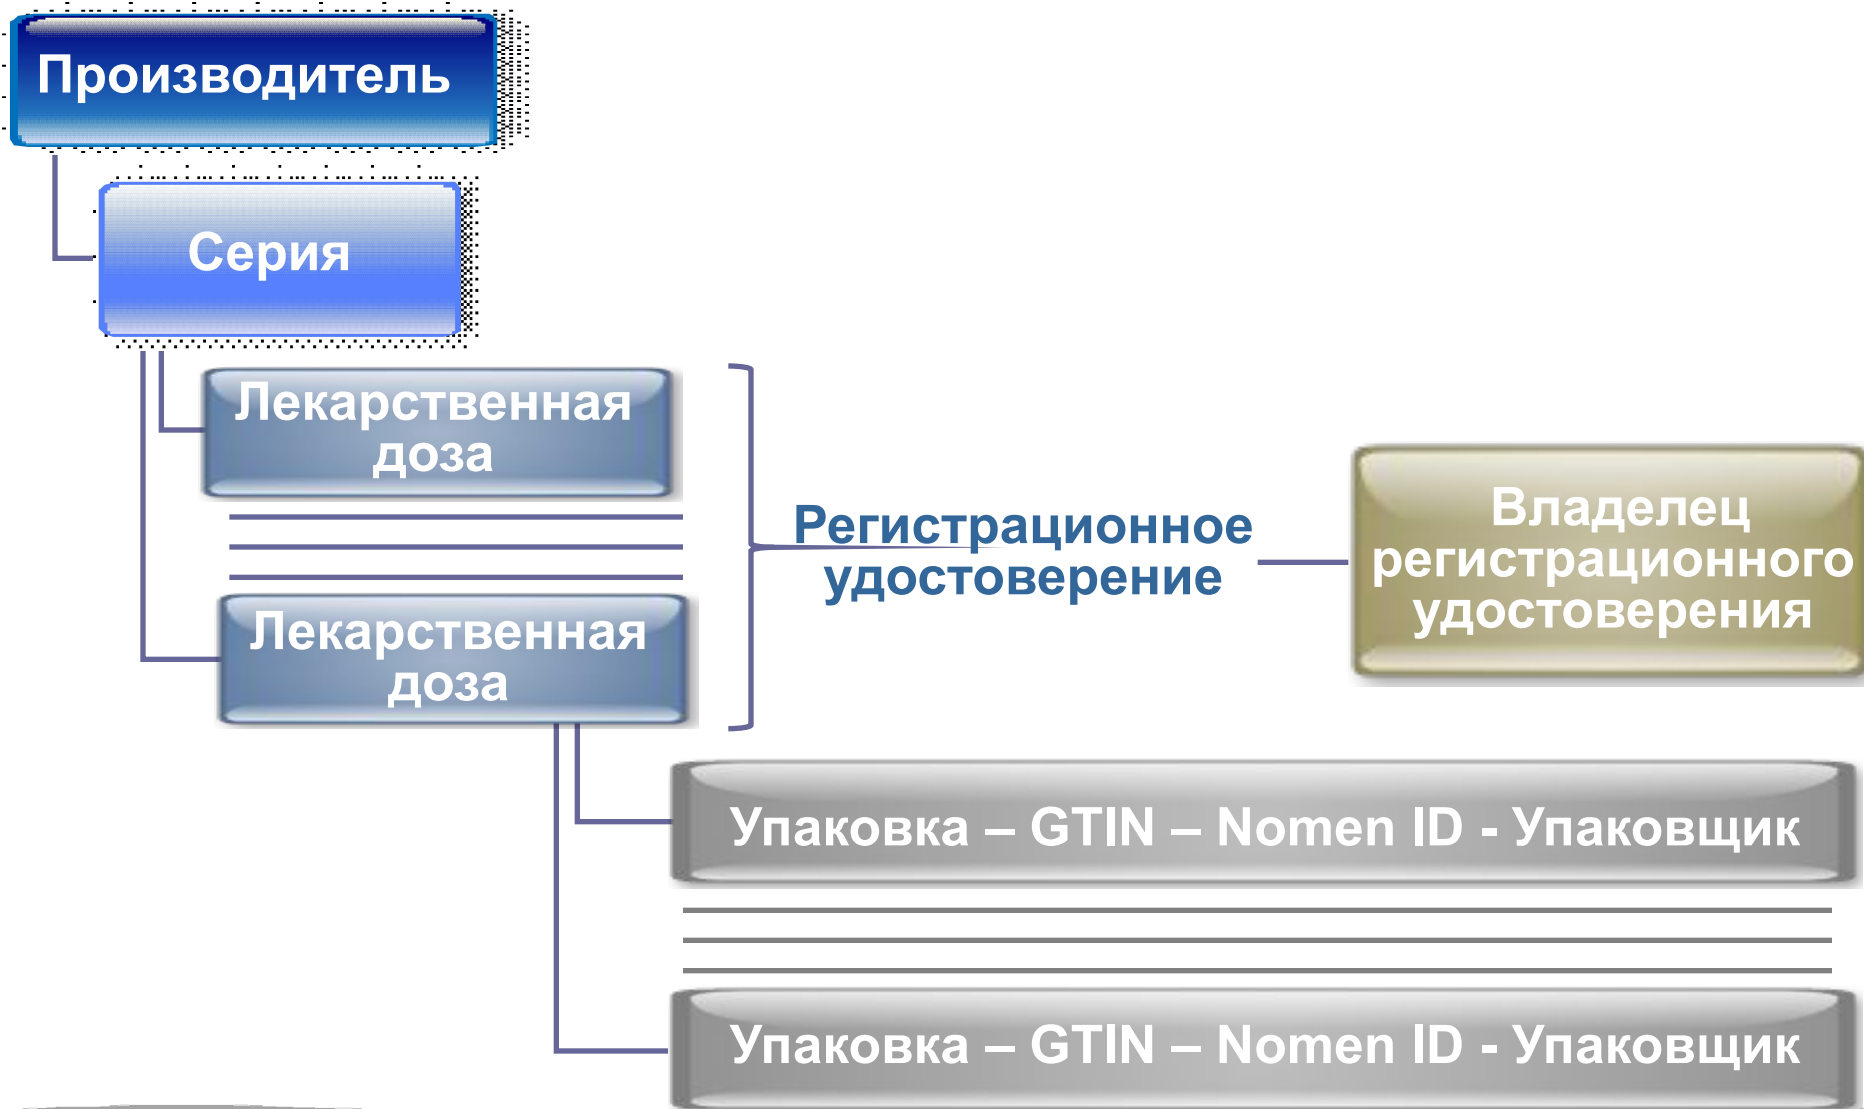 Производитель
Серия
Лекарственная
доза
Регистрационное
удостоверение
Владелец
регистрационного
удостоверения
Лекарственная
доза
Упаковка – GTIN – Nomen ID - Упаковщик
Упаковка – GTIN – Nomen ID - Упаковщик